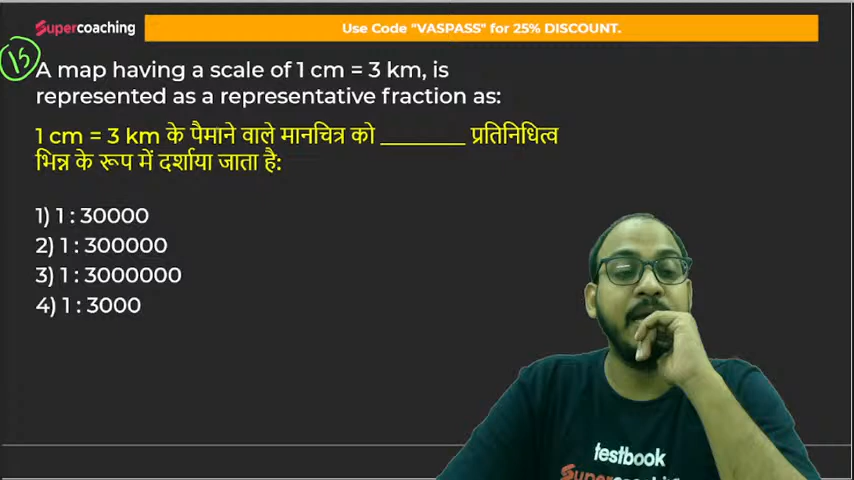 Supercoaching
Use Code "VASPASS" for 25% DISCOUNT.
15
A map having a scale of 1 cm = 3 km, is
represented as a representative fraction as:
1 cm = 3 km के पैमाने वाले मानचित्र को ________ प्रतिनिधित्व
भिन्न के रूप में दर्शाया जाता है:
1) 1 : 30000
2) 1 : 300000
3) 1 : 3000000
4) 1 : 3000
testbook
Supercoaching